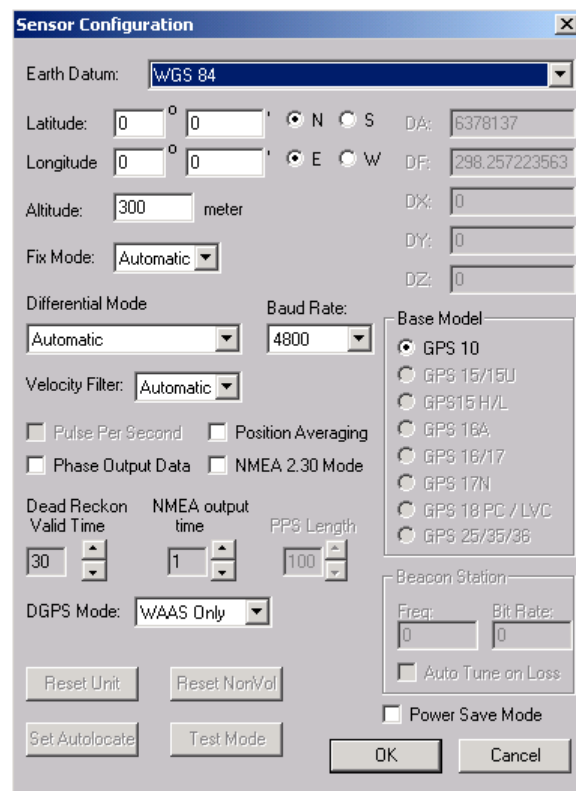 Sensor Configuration
Earth Datum: WGS 84
Latitude: 0 o 0 ' N S
Longitude 0 o 0 ' E W
Altitude: 300 meter
Fix Mode: Automatic
Differential Mode
Automatic
Baud Rate:
4800
Velocity Filter: Automatic
Pulse Per Second Position Averaging
Phase Output Data NMEA 2.30 Mode
Dead Reckon
Valid Time
30
NMEA output
time
1
PPS Length
100
DGPS Mode: WAAS Only
Reset Unit Reset NonVol
Set Autolocate Test Mode
DA: 6378137
DF: 298.257223563
DX: 0
DY: 0
DZ: 0
Base Model
GPS 10
GPS 15/15U
GPS15 H/L
GPS 16A
GPS 16/17
GPS 17N
GPS 18 PC / LVC
GPS 25/35/36
Beacon Station
Freq: Bit Rate:
0 0
Auto Tune on Loss
Power Save Mode
OK Cancel